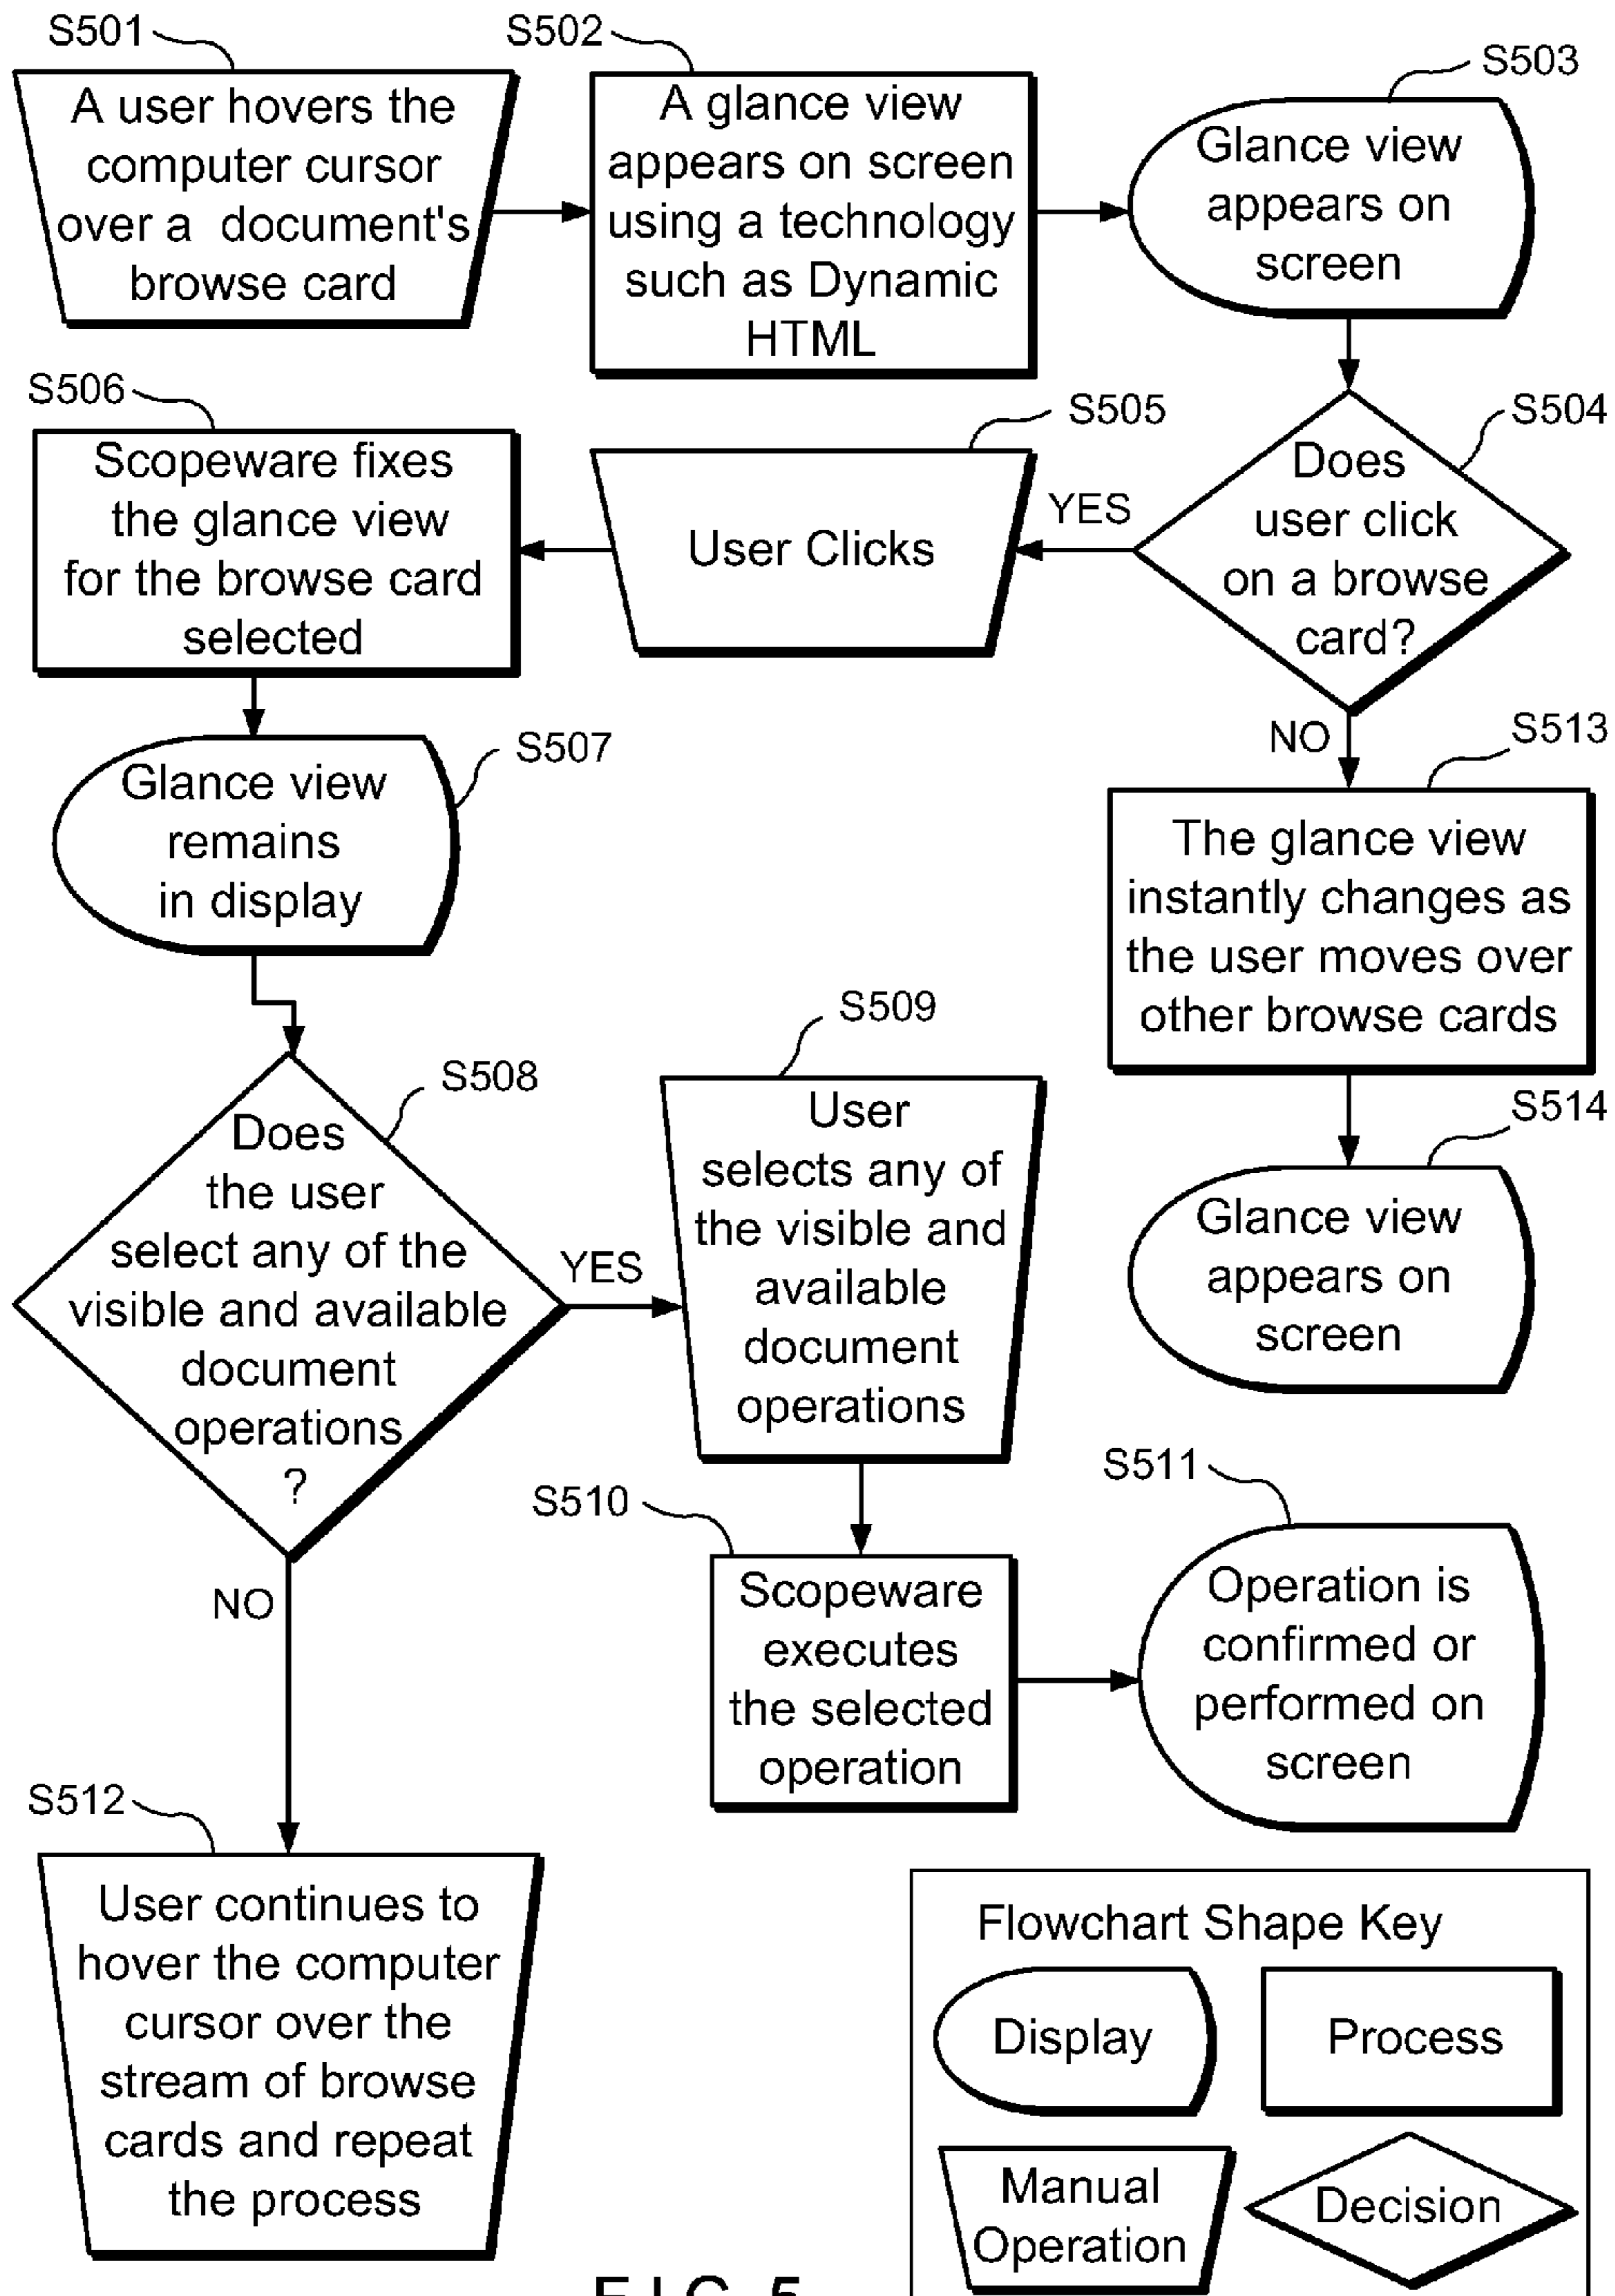 S501
A user hovers the
computer cursor
over a document's
browse card
S502
A glance view
appears on screen
using a technology
such as Dynamic
HTML
S503
Glance view
appears on
screen
S504
Does
user click
on a browse
card?
YES
NO
S505
User Clicks
S506
Scopeware fixes
the glance view
for the browse card
selected
S507
Glance view
remains
in display
S513
The glance view
instantly changes as
the user moves over
other browse cards
S514
Glance view
appears on
screen
S508
Does
the user
select any of the
visible and available
document
operations
?
YES
NO
S509
User
selects any of
the visible and
available
document
operations
S510
Scopeware
executes
the selected
operation
S511
Operation is
confirmed or
performed on
screen
S512
User continues to
hover the computer
cursor over the
stream of browse
cards and repeat
the process
Flowchart Shape Key
Display
Process
Manual
Operation
Decision
FIG. 5